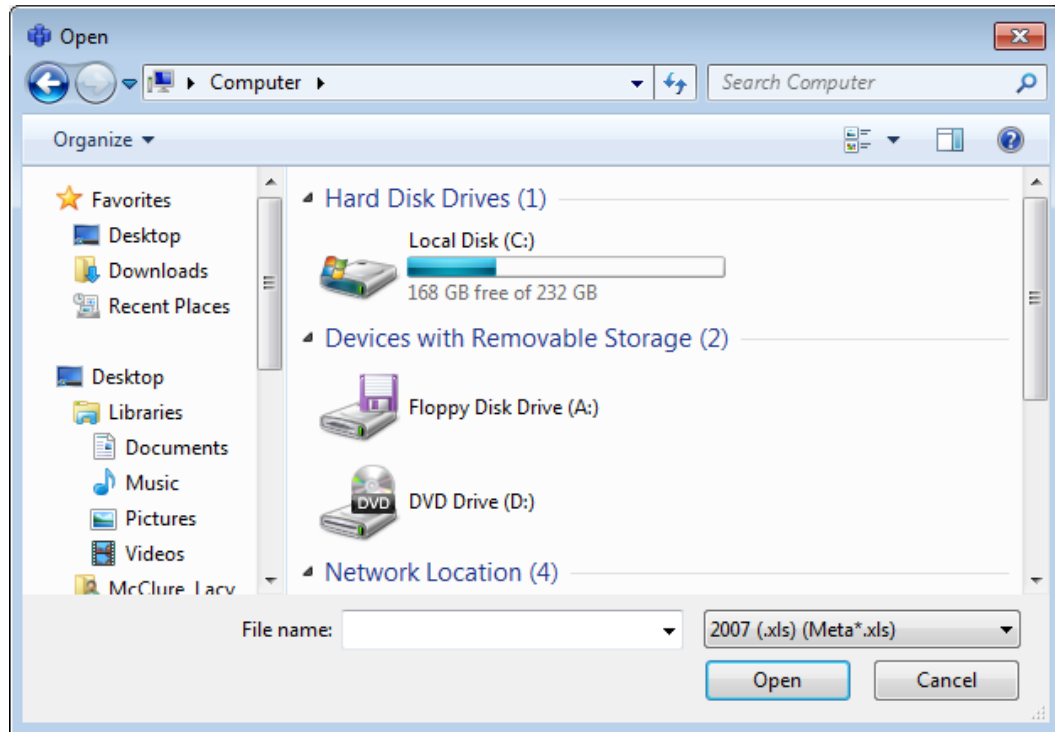 Open
Computer
Search Computer
Organize
Favorites
Desktop
Downloads
Recent Places
Desktop
Libraries
Documents
Music
Pictures
Videos
McClure Lacy
Hard Disk Drives (1)
Local Disk (C:)
168 GB free of 232 GB
Devices with Removable Storage (2)
Floppy Disk Drive (A:)
DVD
DVD Drive (D:)
Network Location (4)
File name:
2007 (.xls) (Meta*.xls)
Open
Cancel